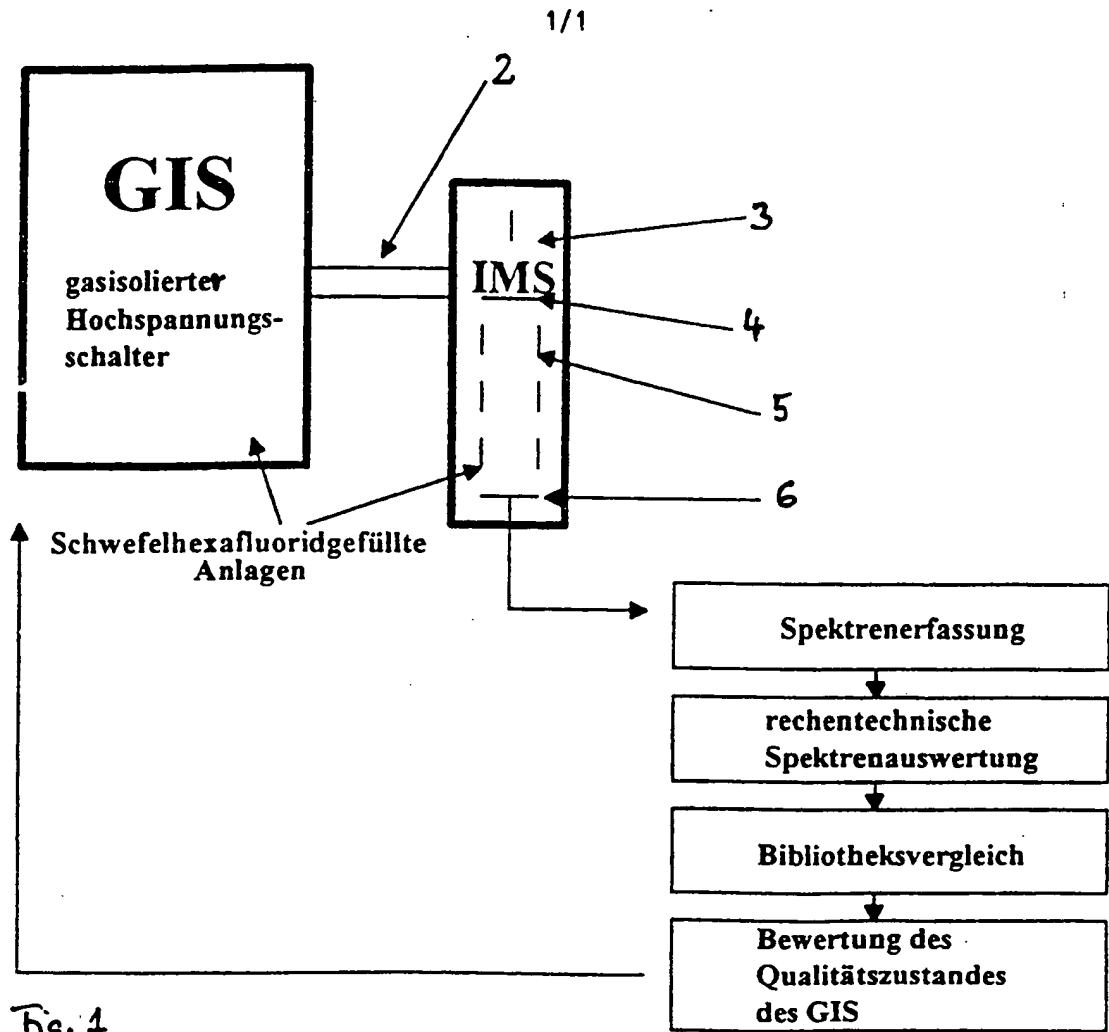 1/1
2
GIS
gasisolierter
Hochspannungs-
schalter
IMS
3
4
5
6
Schwefelhexafluoridgefüllte
Anlagen
Spektrenerfassung
rechentechnische
Spektrenauswertung
Bibliotheksvergleich
Bewertung des
Qualitätszustandes
des GIS
Fig. 1